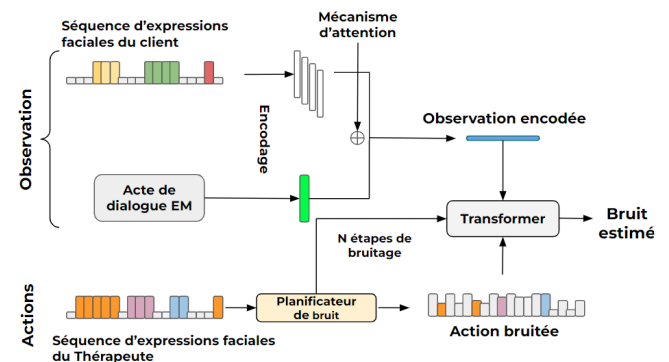 Séquence d'expressions
faciales du client
Mécanisme
d'attention
Observation
Encodage
Observation encodée
Acte de
dialogue EM
Transformer
Bruit
estimé
N étapes de
bruitage
Actions
Planificateur
de bruit
Action bruitée
Séquence d'expressions faciales
du Thérapeute